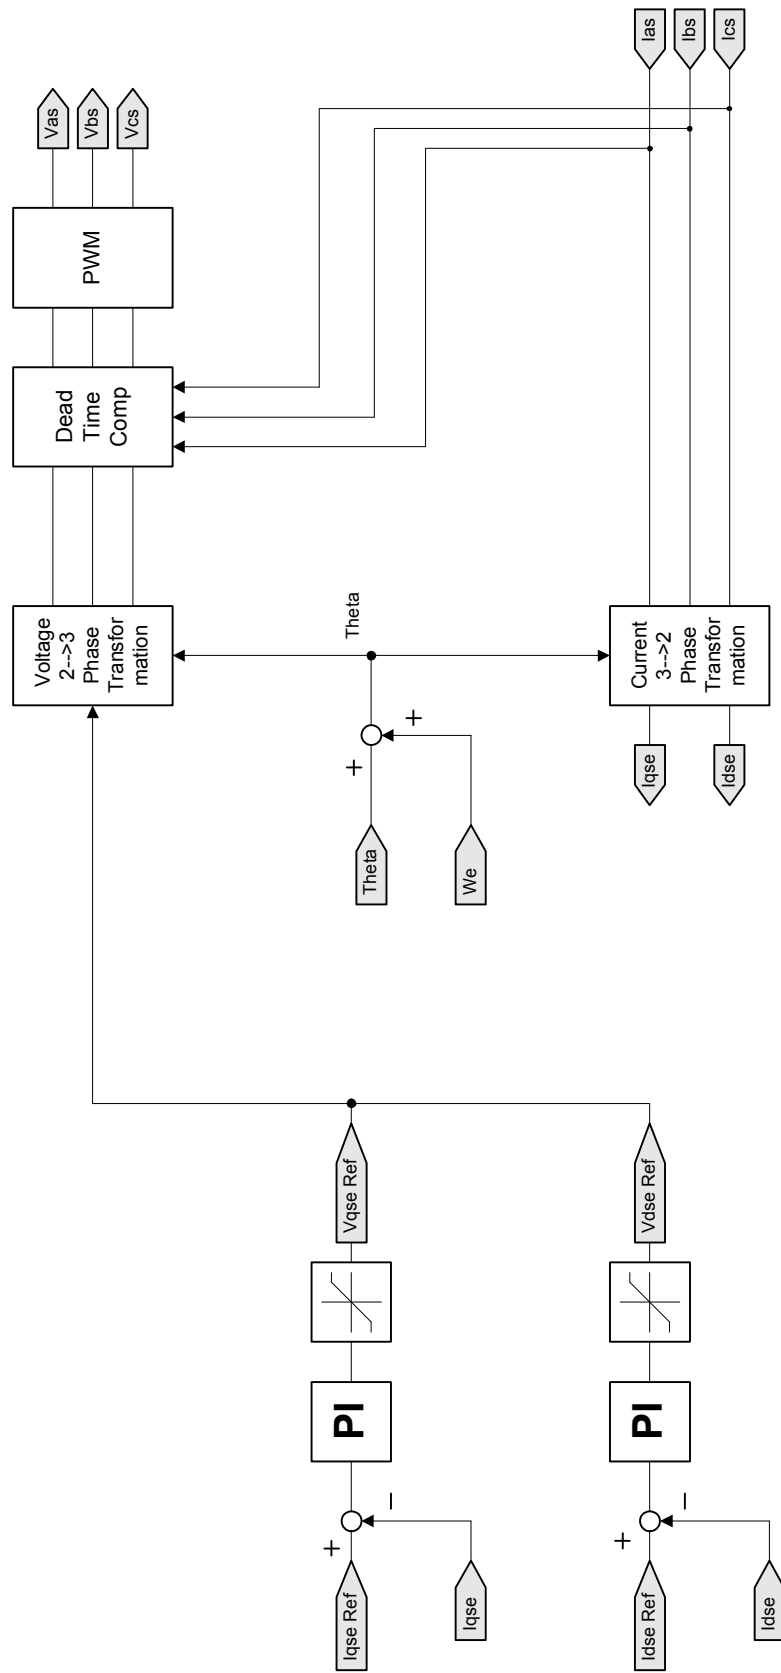 Iqse Ref
+
Iqse
−
PI
Vqse Ref
Idse Ref
+
Idse
−
PI
Vdse Ref
Theta
+
We
+
Theta
Voltage
2-->3
Phase
Transfor
mation
Dead
Time
Comp
PWM
Vas
Vbs
Vcs
Iqse
Idse
Current
3-->2
Phase
Transfor
mation
Ias
Ibs
Ics